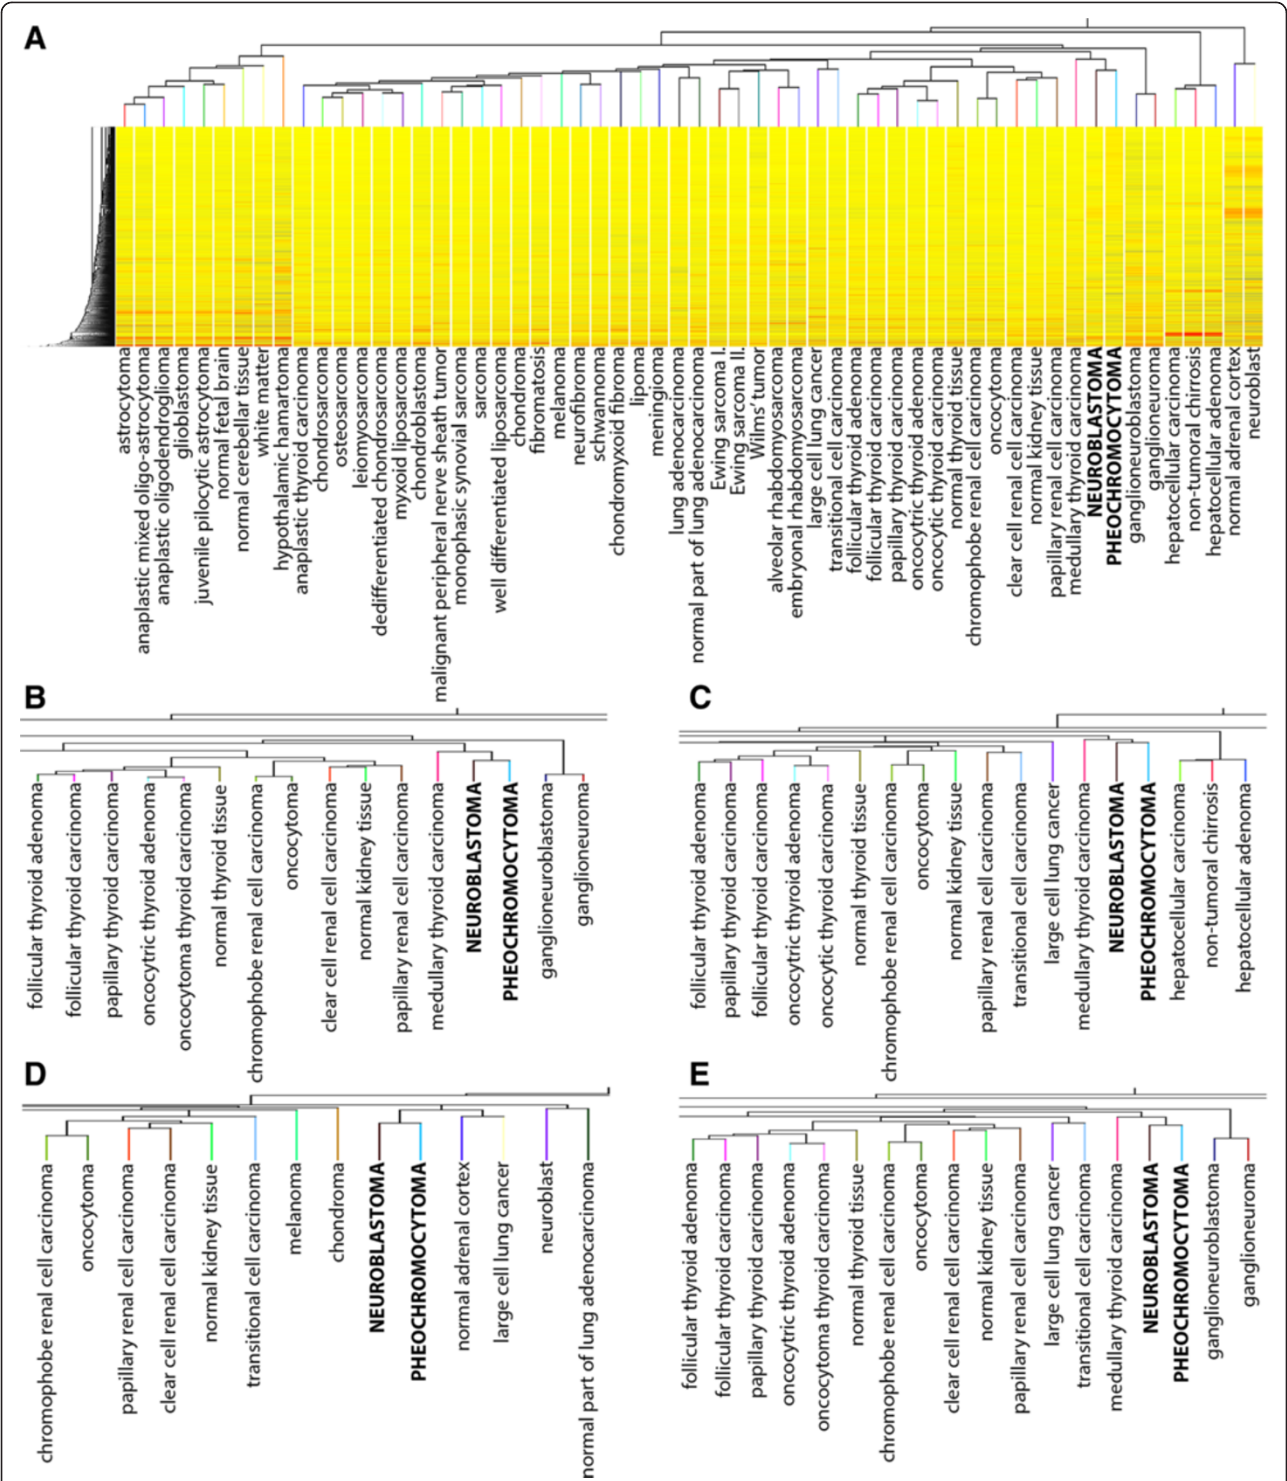 A
astrocytoma
anaplastic mixed oligo-astrocytoma
anaplastic oligodendroglioma
glioblastoma
juvenile pilocytic astrocytoma
normal fetal brain
normal cerebellar tissue
white matter
hypothalamic hamartoma
anaplastic thyroid carcinoma
chondrosarcoma
osteosarcoma
leiomyosarcoma
dedifferentiated chondrosarcoma
myxoid liposarcoma
chondroblastoma
malignant peripheral nerve sheath tumor
monophasic synovial sarcoma
sarcoma
well differentiated liposarcoma
chondroma
fibromatosis
melanoma
neurofibroma
schwannoma
chondromyxoid fibroma
lipoma
meningioma
lung adenocarcinoma
normal part of lung adenocarcinoma
Ewing sarcoma I.
Ewing sarcoma II.
Wilms' tumor
alveolar rhabdomyosarcoma
embryonal rhabdomyosarcoma
large cell lung cancer
transitional cell carcinoma
follicular thyroid adenoma
follicular thyroid carcinoma
papillary thyroid carcinoma
oncocytic thyroid adenoma
oncocytic thyroid carcinoma
normal thyroid tissue
chromophobe renal cell carcinoma
oncocytoma
clear cell renal cell carcinoma
normal kidney tissue
papillary renal cell carcinoma
medullary thyroid carcinoma
NEUROBLASTOMA
PHEOCHROMOCYTOMA
ganglioneuroblastoma
ganglioneuroma
hepatocellular carcinoma
non-tumoral chirrosis
hepatocellular adenoma
normal adrenal cortex
neuroblast
B
follicular thyroid adenoma
follicular thyroid carcinoma
papillary thyroid carcinoma
oncocytric thyroid adenoma
oncocytoma thyroid carcinoma
normal thyroid tissue
chromophobe renal cell carcinoma
oncocytoma
clear cell renal cell carcinoma
normal kidney tissue
papillary renal cell carcinoma
medullary thyroid carcinoma
NEUROBLASTOMA
PHEOCHROMOCYTOMA
ganglioneuroblastoma
ganglioneuroma
C
follicular thyroid adenoma
papillary thyroid carcinoma
follicular thyroid carcinoma
oncocytric thyroid adenoma
oncocytic thyroid carcinoma
normal thyroid tissue
chromophobe renal cell carcinoma
oncocytoma
normal kidney tissue
papillary renal cell carcinoma
transitional cell carcinoma
large cell lung cancer
medullary thyroid carcinoma
NEUROBLASTOMA
PHEOCHROMOCYTOMA
hepatocellular carcinoma
non-tumoral chirrosis
hepatocellular adenoma
D
chromophobe renal cell carcinoma
oncocytoma
papillary renal cell carcinoma
clear cell renal cell carcinoma
normal kidney tissue
transitional cell carcinoma
melanoma
chondroma
NEUROBLASTOMA
PHEOCHROMOCYTOMA
normal adrenal cortex
large cell lung cancer
neuroblast
normal part of lung adenocarcinoma
E
follicular thyroid adenoma
follicular thyroid carcinoma
papillary thyroid carcinoma
oncocytric thyroid adenoma
oncocytoma thyroid carcinoma
normal thyroid tissue
chromophobe renal cell carcinoma
oncocytoma
clear cell renal cell carcinoma
normal kidney tissue
papillary renal cell carcinoma
large cell lung cancer
transitional cell carcinoma
medullary thyroid carcinoma
NEUROBLASTOMA
PHEOCHROMOCYTOMA
ganglioneuroblastoma
ganglioneuroma